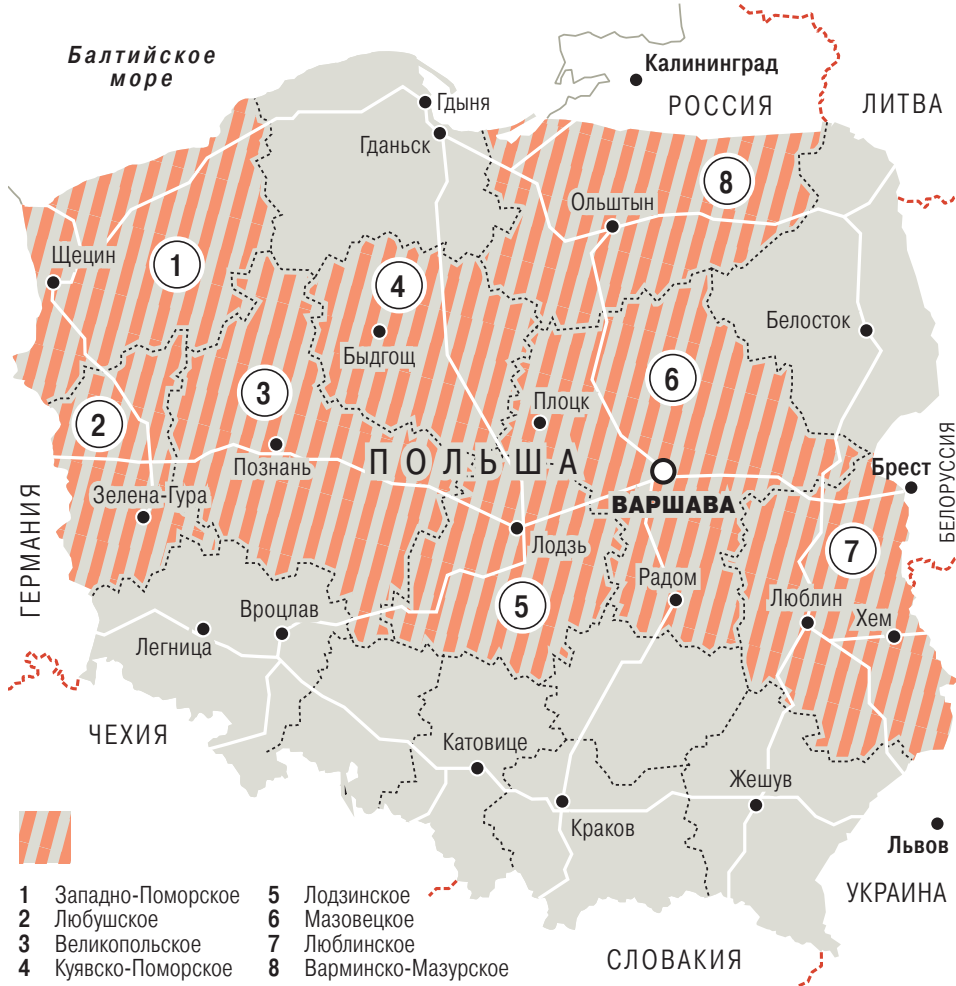 Балтийское
море
Калининград
РОССИЯ
ЛИТВА
Гдыня
Гданьск
8
Ольштын
Щецин
1
4
Быдгощ
Белосток
6
3
2
Плоцк
Познань
ПОЛЬША
Брест
ВАРШАВА
Зелена-Гура
ГЕРМАНИЯ
БЕЛОРУССИЯ
Лодзь
7
Радом
Люблин
Хем
5
Вроцлав
Легница
ЧЕХИЯ
Катовице
Жешув
Краков
Львов
УКРАИНА
СЛОВАКИЯ
1 Западно-Поморское
2 Любушское
3 Великопольское
4 Куявско-Поморское
5 Лодзинское
6 Мазовецкое
7 Люблинское
8 Варминско-Мазурское